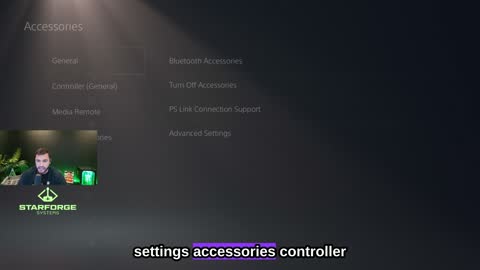 Accessories
General
Controller (General)
Media Remote
Bluetooth Accessories
Turn Off Accessories
PS Link Connection Support
Advanced Settings
STARFORGE
SYSTEMS
settings accessories controller